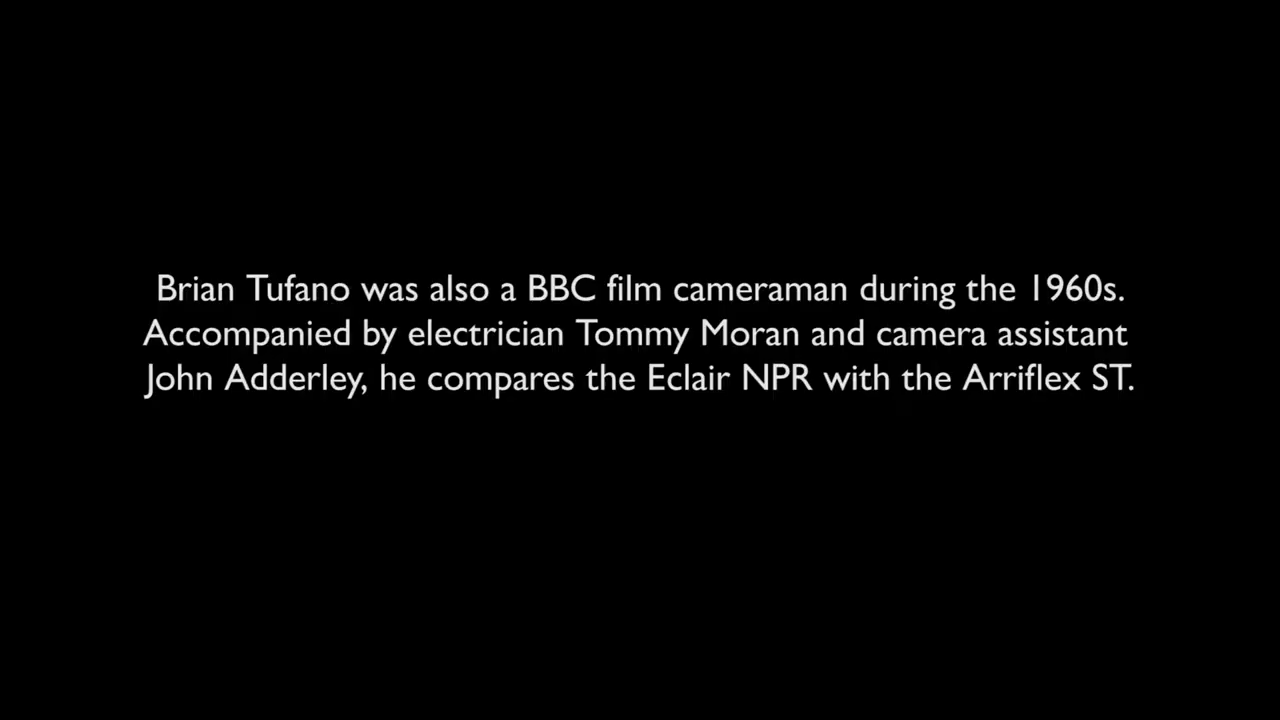 Brian Tufano was also a BBC film cameraman during the 1960s.
Accompanied by electrician Tommy Moran and camera assistant
John Adderley, he compares the Eclair NPR with the Arriflex ST.